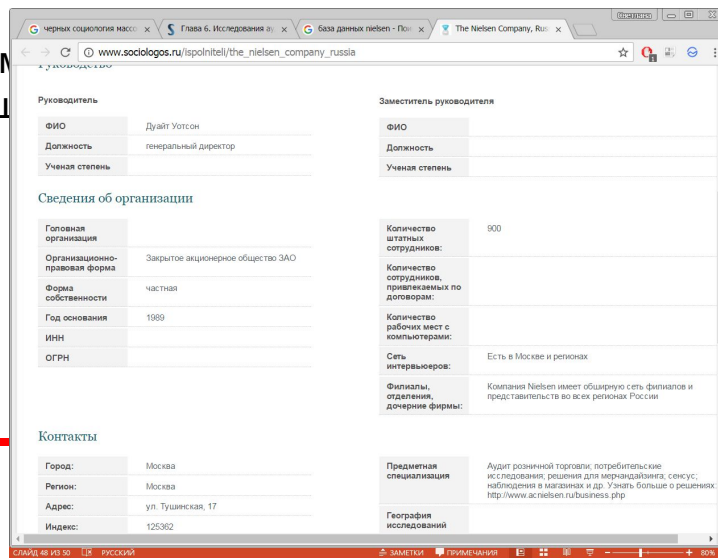 черных социология массо
Глава 6. Исследования ау
база данных nielsen - Пои
The Nielsen Company, Rus
www.sociologos.ru/ispolniteli/the_nielsen_company_russia
Руководство
Руководитель
ФИО Дуайт Уотсон
Должность генеральный директор
Ученая степень
Заместитель руководителя
ФИО
Должность
Ученая степень
Сведения об организации
Головная
организация
Организационно-
правовая форма
Закрытое акционерное общество ЗАО
Форма
собственности
частная
Год основания 1989
ИНН
ОГРН
Количество
штатных
сотрудников:
900
Количество
сотрудников,
привлекаемых по
договорам:
Количество
рабочих мест с
компьютерами:
Сеть
интервьюеров:
Есть в Москве и регионах
Филиалы,
отделения,
дочерние фирмы:
Компания Nielsen имеет обширную сеть филиалов и
представительств во всех регионах России
Контакты
Город: Москва
Регион: Москва
Адрес: ул. Тушинская, 17
Индекс: 125362
Предметная
специализация
Аудит розничной торговли; потребительские
исследования; решения для мерчандайзинга; сенсус;
наблюдения в магазинах и др. Узнать больше о решениях:
http://www.acnielsen.ru/business.php
География
исследований
СЛАЙД 48 ИЗ 50 РУССКИЙ ЗАМЕТКИ ПРИМЕЧАНИЯ 80%